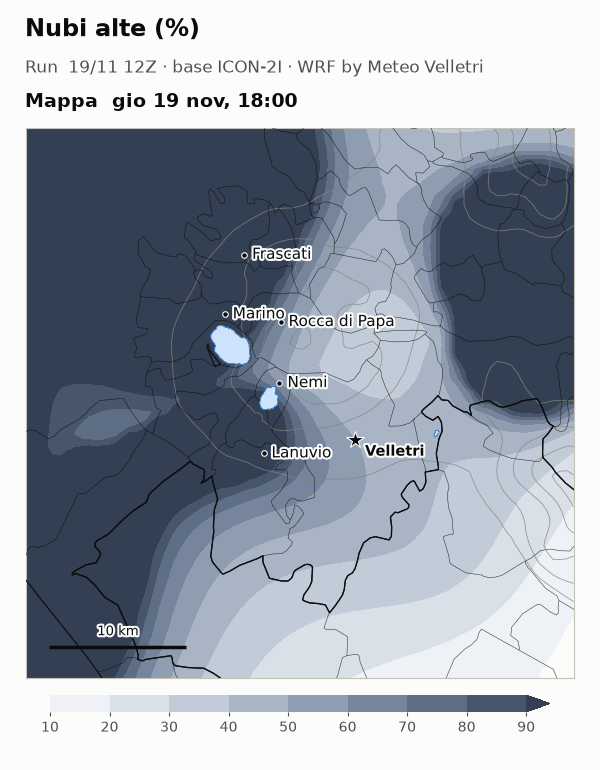 Nubi alte (%)
Run  19/11 12Z · base ICON-2I · WRF by Meteo Velletri
Mappa  gio 19 nov, 18:00
Frascati
Marino
Rocca di Papa
Nemi
Velletri
Lanuvio
10 km
10 20 30 40 50 60 70 80 90